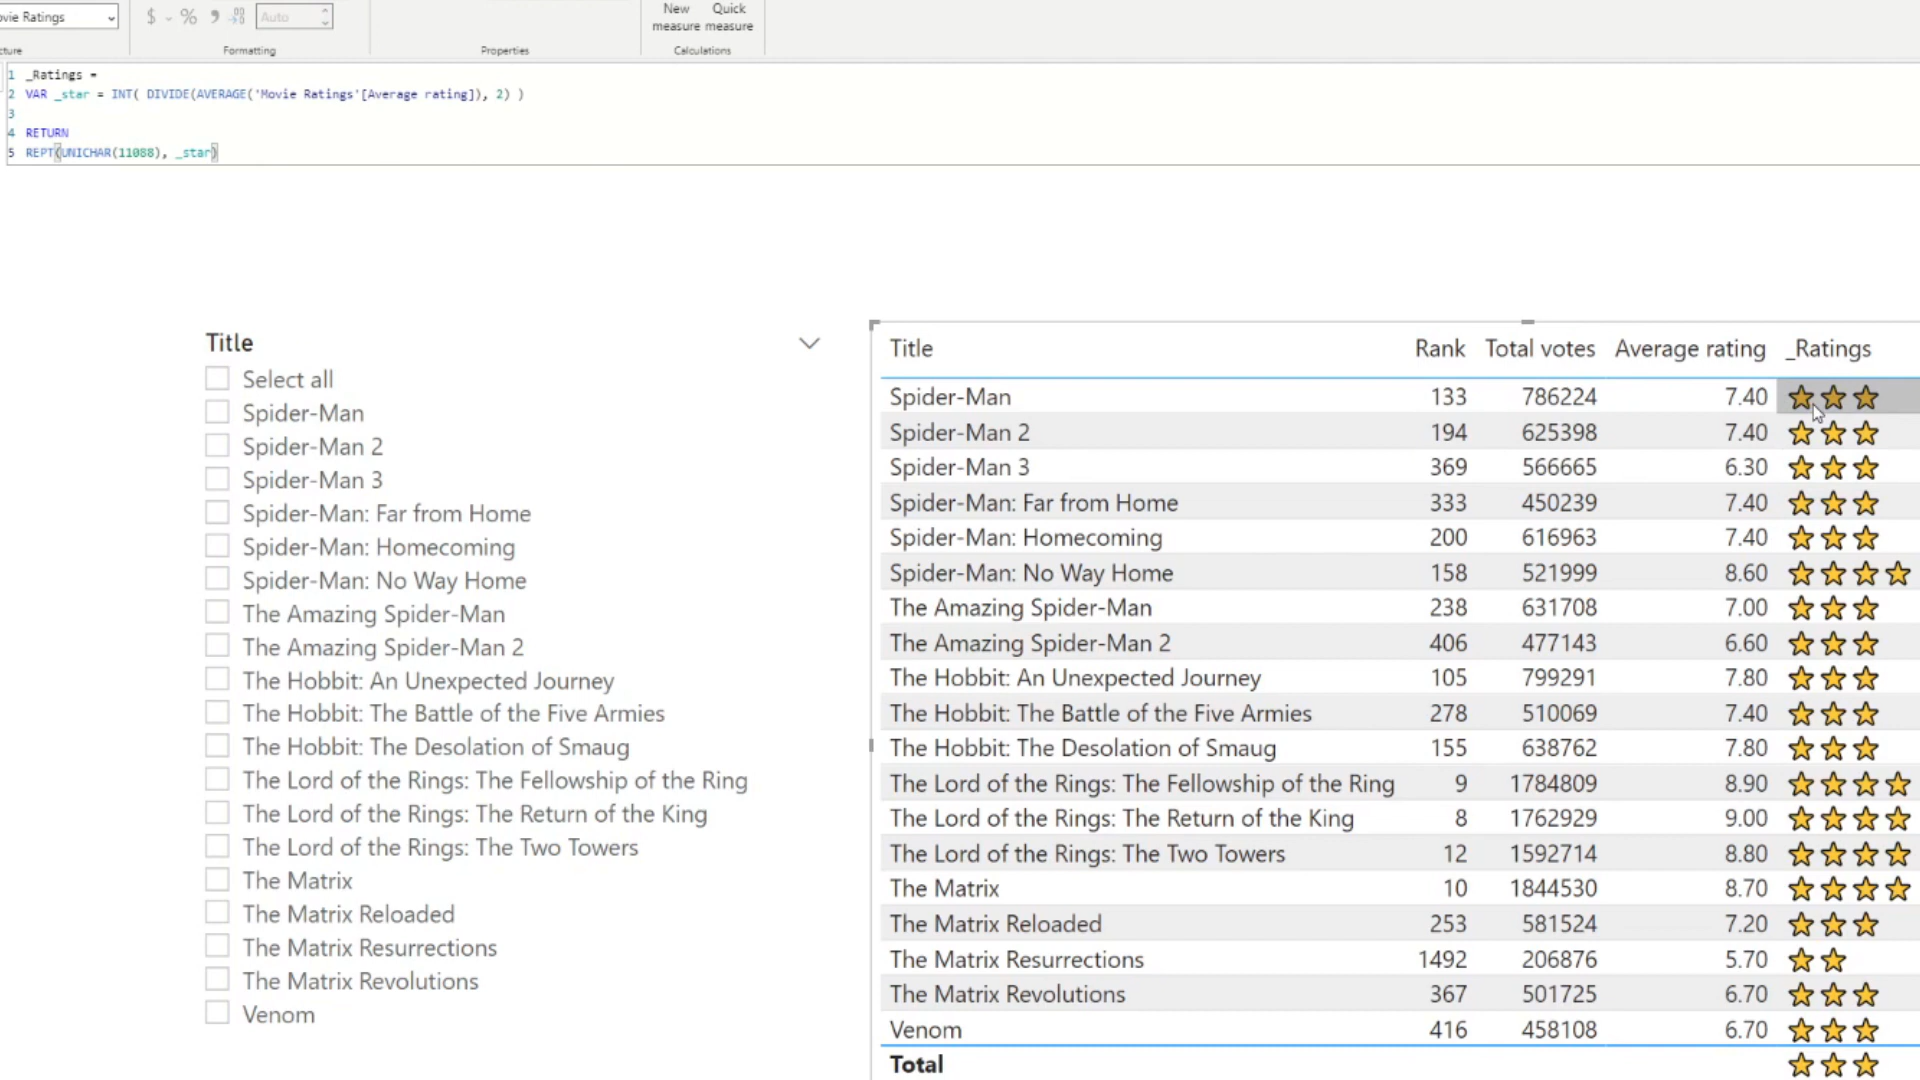 ovie Ratings
$ % Auto
New measure
Quick measure
cture
Formatting
Properties
Calculations
1 _Ratings =
2 VAR _star = INT( DIVIDE(AVERAGE('Movie Ratings'[Average rating]), 2) )
3
4 RETURN
5 REPT(UNICHAR(11088), _star)
Title
Select all
Spider-Man
Spider-Man 2
Spider-Man 3
Spider-Man: Far from Home
Spider-Man: Homecoming
Spider-Man: No Way Home
The Amazing Spider-Man
The Amazing Spider-Man 2
The Hobbit: An Unexpected Journey
The Hobbit: The Battle of the Five Armies
The Hobbit: The Desolation of Smaug
The Lord of the Rings: The Fellowship of the Ring
The Lord of the Rings: The Return of the King
The Lord of the Rings: The Two Towers
The Matrix
The Matrix Reloaded
The Matrix Resurrections
The Matrix Revolutions
Venom
Title Rank Total votes Average rating _Ratings
Spider-Man 133 786224 7.40
Spider-Man 2 194 625398 7.40
Spider-Man 3 369 566665 6.30
Spider-Man: Far from Home 333 450239 7.40
Spider-Man: Homecoming 200 616963 7.40
Spider-Man: No Way Home 158 521999 8.60
The Amazing Spider-Man 238 631708 7.00
The Amazing Spider-Man 2 406 477143 6.60
The Hobbit: An Unexpected Journey 105 799291 7.80
The Hobbit: The Battle of the Five Armies 278 510069 7.40
The Hobbit: The Desolation of Smaug 155 638762 7.80
The Lord of the Rings: The Fellowship of the Ring 9 1784809 8.90
The Lord of the Rings: The Return of the King 8 1762929 9.00
The Lord of the Rings: The Two Towers 12 1592714 8.80
The Matrix 10 1844530 8.70
The Matrix Reloaded 253 581524 7.20
The Matrix Resurrections 1492 206876 5.70
The Matrix Revolutions 367 501725 6.70
Venom 416 458108 6.70
Total